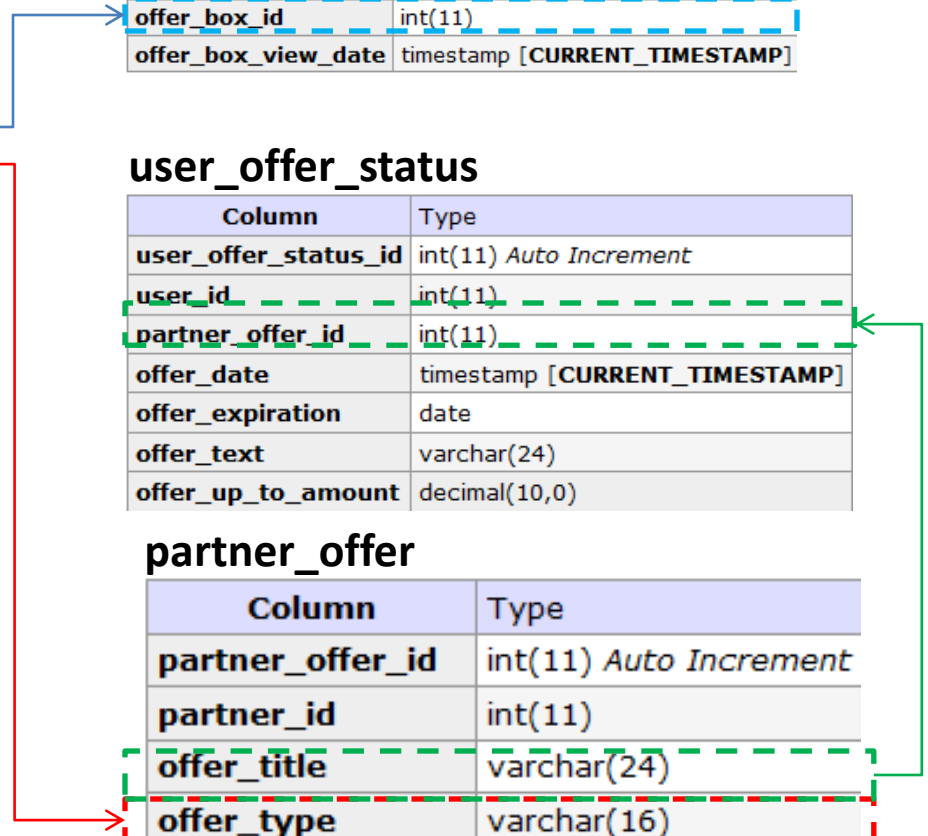 offer_box_id int(11)
offer_box_view_date timestamp [CURRENT_TIMESTAMP]
user_offer_status
Column Type
user_offer_status_id int(11) Auto Increment
user_id int(11)
partner_offer_id int(11)
offer_date timestamp [CURRENT_TIMESTAMP]
offer_expiration date
offer_text varchar(24)
offer_up_to_amount decimal(10,0)
partner_offer
Column Type
partner_offer_id int(11) Auto Increment
partner_id int(11)
offer_title varchar(24)
offer_type varchar(16)